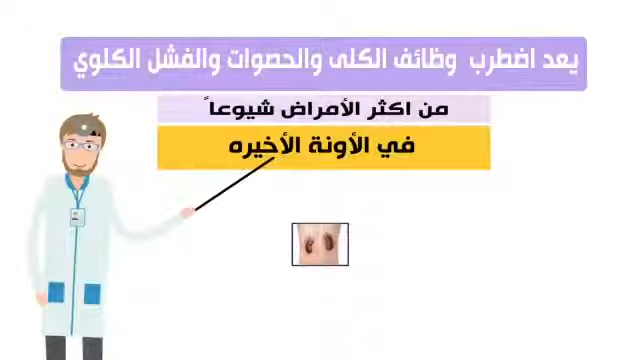 يعد اضطرب وظائف الكلى والحصوات والفشل الكلوي
من اكثر الأمراض شيوعاً
في الأونة الأخيره